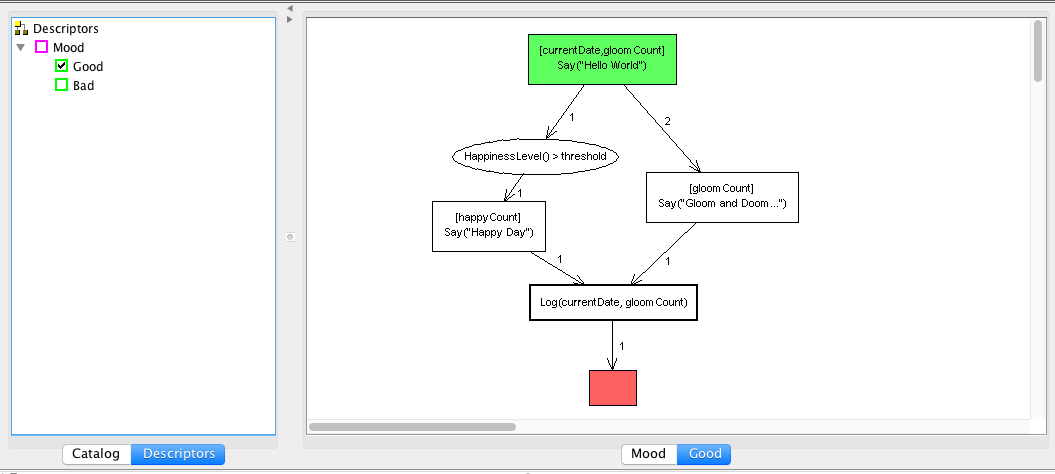 Descriptors
Mood
Good
Bad
[currentDate,gloomCount]
Say("Hello World")
1
2
HappinessLevel() > threshold
1
[gloomCount]
Say("Gloom and Doom...")
[happyCount]
Say("Happy Day")
1
1
Log(currentDate, gloomCount)
1
Catalog
Descriptors
Mood
Good